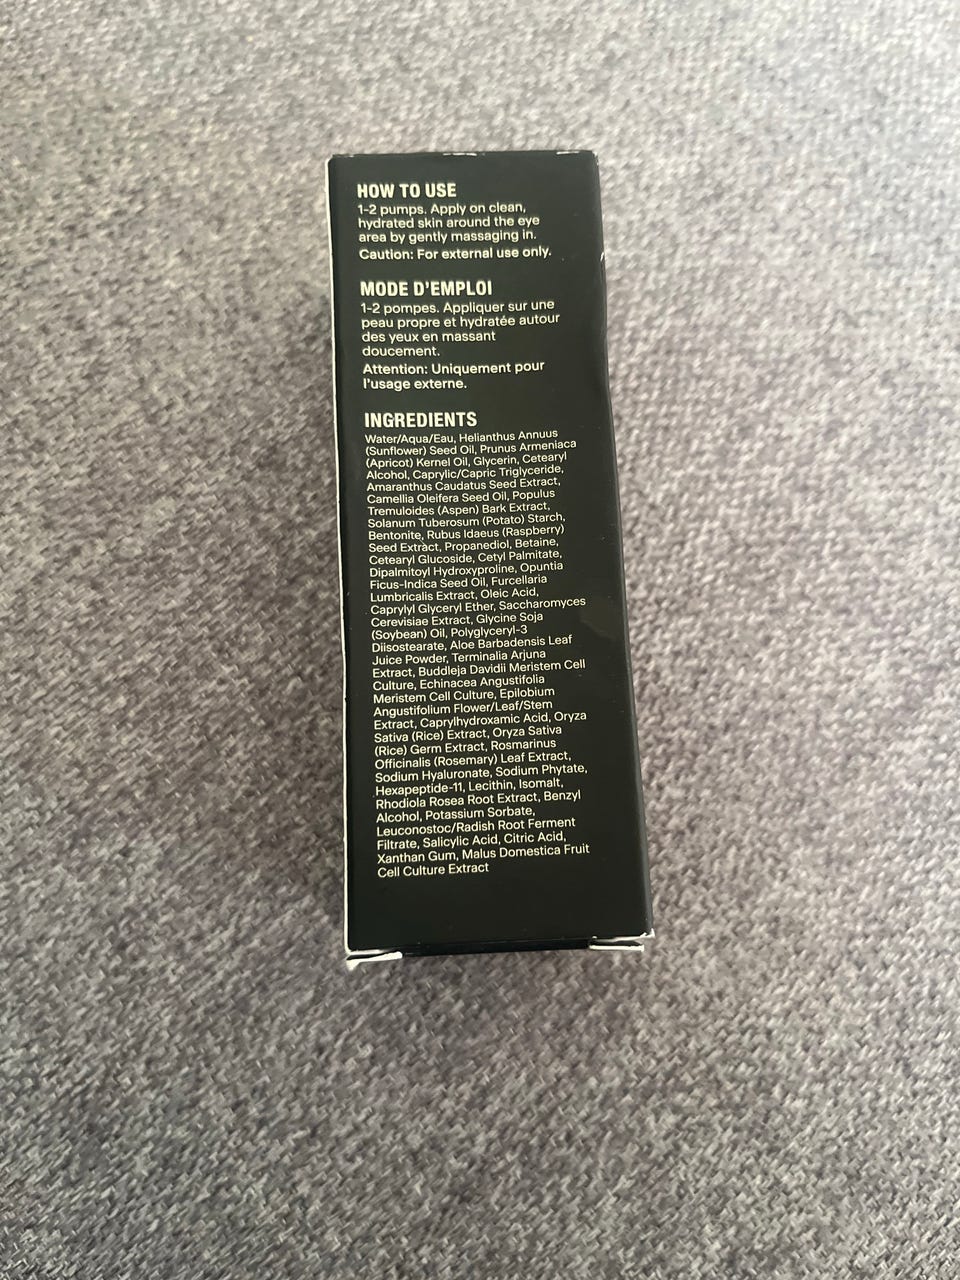 HOW TO USE
1-2 pumps. Apply on clean,
hydrated skin around the eye
area by gently massaging in.
Caution: For external use only.
MODE D'EMPLOI
1-2 pompes. Appliquer sur une
peau propre et hydratée autour
des yeux en massant
doucement.
Attention: Uniquement pour
l'usage externe.
INGREDIENTS
Water/Aqua/Eau, Helianthus Annuus
(Sunflower) Seed Oil, Prunus Armeniaca
(Apricot) Kernel Oil, Glycerin, Cetearyl
Alcohol, Caprylic/Capric Triglyceride,
Amaranthus Caudatus Seed Extract,
Camellia Oleifera Seed Oil, Populus
Tremuloides (Aspen) Bark Extract,
Solanum Tuberosum (Potato) Starch,
Bentonite, Rubus Idaeus (Raspberry)
Seed Extract, Propanediol, Betaine,
Cetearyl Glucoside, Cetyl Palmitate,
Dipalmitoyl Hydroxyproline, Opuntia
Ficus-Indica Seed Oil, Furcellaria
Lumbricalis Extract, Oleic Acid,
Caprylyl Glyceryl Ether, Saccharomyces
Cerevisiae Extract, Glycine Soja
(Soybean) Oil, Polyglyceryl-3
Diisostearate, Aloe Barbadensis Leaf
Juice Powder, Terminalia Arjuna
Extract, Buddleja Davidii Meristem Cell
Culture, Echinacea Angustifolia
Meristem Cell Culture, Epilobium
Angustifolium Flower/Leaf/Stem
Extract, Caprylhydroxamic Acid, Oryza
Sativa (Rice) Extract, Oryza Sativa
(Rice) Germ Extract, Rosmarinus
Officinalis (Rosemary) Leaf Extract,
Sodium Hyaluronate, Sodium Phytate,
Hexapeptide-11, Lecithin, Isomalt,
Rhodiola Rosea Root Extract, Benzyl
Alcohol, Potassium Sorbate,
Leuconostoc/Radish Root Ferment
Filtrate, Salicylic Acid, Citric Acid,
Xanthan Gum, Malus Domestica Fruit
Cell Culture Extract